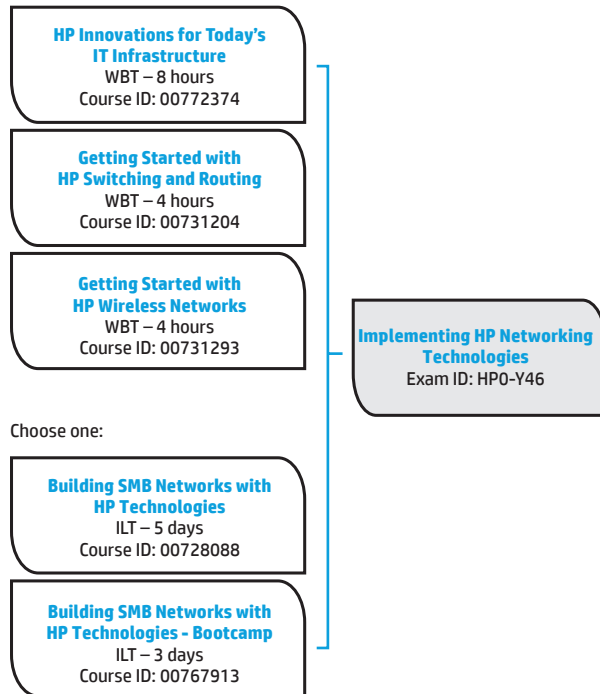 HP Innovations for Today's
IT Infrastructure
WBT – 8 hours
Course ID: 00772374
Getting Started with
HP Switching and Routing
WBT – 4 hours
Course ID: 00731204
Getting Started with
HP Wireless Networks
WBT – 4 hours
Course ID: 00731293
Choose one:
Building SMB Networks with
HP Technologies
ILT – 5 days
Course ID: 00728088
Building SMB Networks with
HP Technologies - Bootcamp
ILT – 3 days
Course ID: 00767913
Implementing HP Networking
Technologies
Exam ID: HP0-Y46